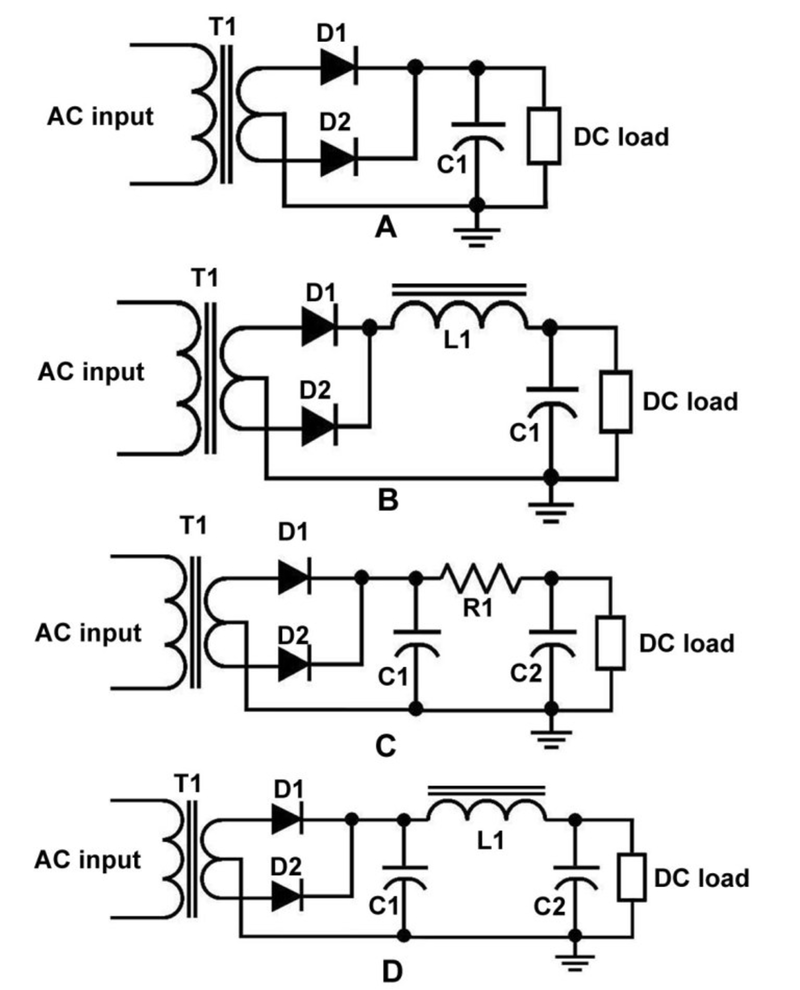 T1
D1
AC input
D2
C1
DC load
A
T1
D1
L1
AC input
D2
C1
DC load
B
T1
D1
R1
AC input
D2
C1
C2
DC load
C
T1
D1
L1
AC input
D2
C1
C2
DC load
D